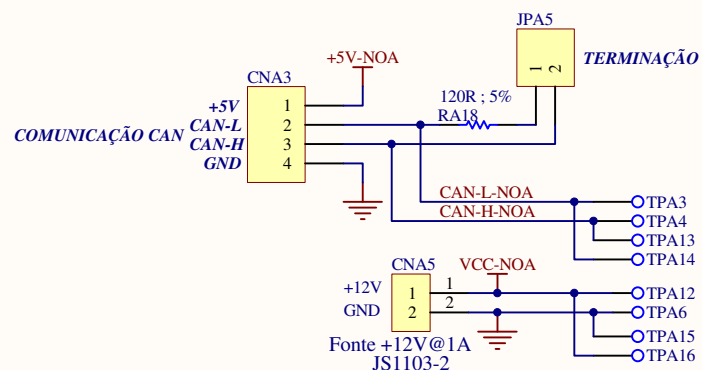 JPA5
1
2
TERMINAÇÃO
+5V-NOA
CNA3
120R ; 5%
RA18
COMUNICAÇÃO CAN
+5V 1
CAN-L 2
CAN-H 3
GND 4
CAN-L-NOA
CAN-H-NOA
TPA3
TPA4
TPA13
TPA14
CNA5
VCC-NOA
+12V 1 1
GND 2 2
TPA12
TPA6
TPA15
TPA16
Fonte +12V@1A
JS1103-2